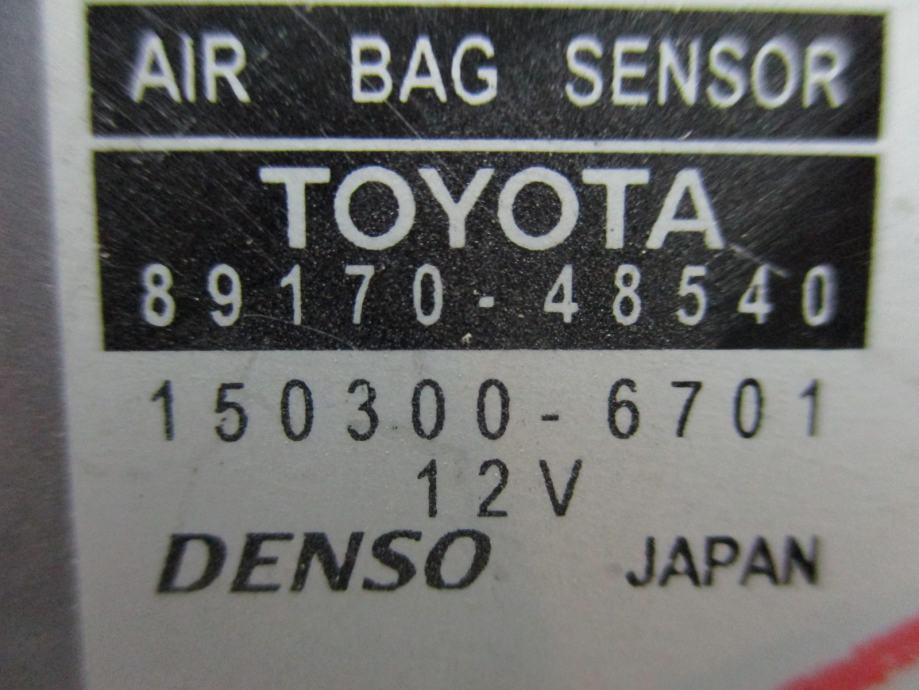 AIR BAG SENSOR
TOYOTA
89170-48540
150300-6701
12V
DENSO JAPAN